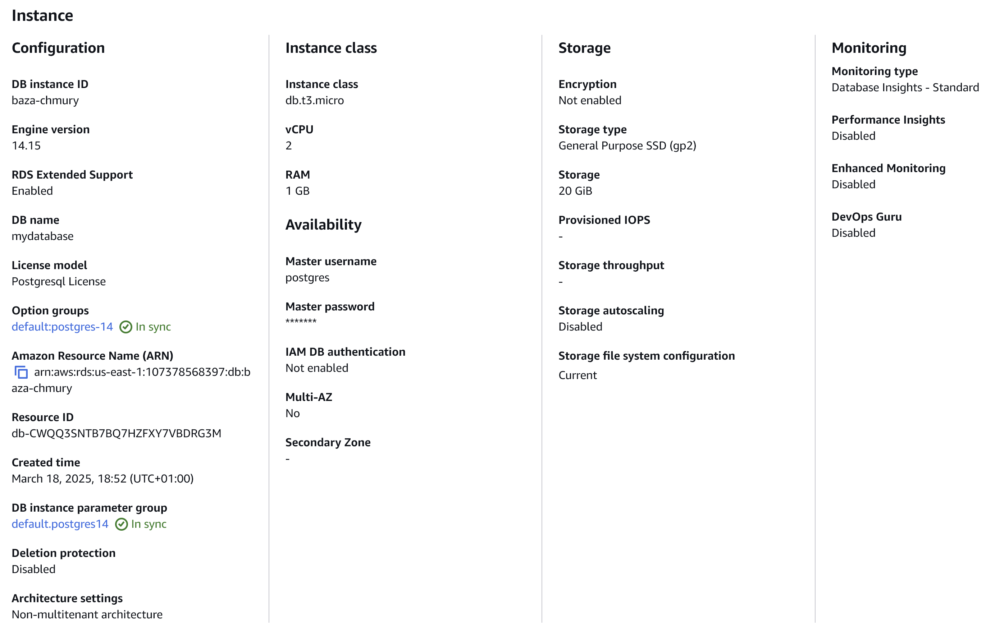 Instance
Configuration
DB instance ID
baza-chmury
Engine version
14.15
RDS Extended Support
Enabled
DB name
mydatabase
License model
Postgresql License
Option groups
default:postgres-14 In sync
Amazon Resource Name (ARN)
arn:aws:rds:us-east-1:107378568397:db:b
aza-chmury
Resource ID
db-CWQQ3SNTB7BQ7HZFXY7VBDRG3M
Created time
March 18, 2025, 18:52 (UTC+01:00)
DB instance parameter group
default.postgres14 In sync
Deletion protection
Disabled
Architecture settings
Non-multitenant architecture
Instance class
Instance class
db.t3.micro
vCPU
2
RAM
1 GB
Availability
Master username
postgres
Master password
*******
IAM DB authentication
Not enabled
Multi-AZ
No
Secondary Zone
-
Storage
Encryption
Not enabled
Storage type
General Purpose SSD (gp2)
Storage
20 GiB
Provisioned IOPS
-
Storage throughput
-
Storage autoscaling
Disabled
Storage file system configuration
Current
Monitoring
Monitoring type
Database Insights - Standard
Performance Insights
Disabled
Enhanced Monitoring
Disabled
DevOps Guru
Disabled